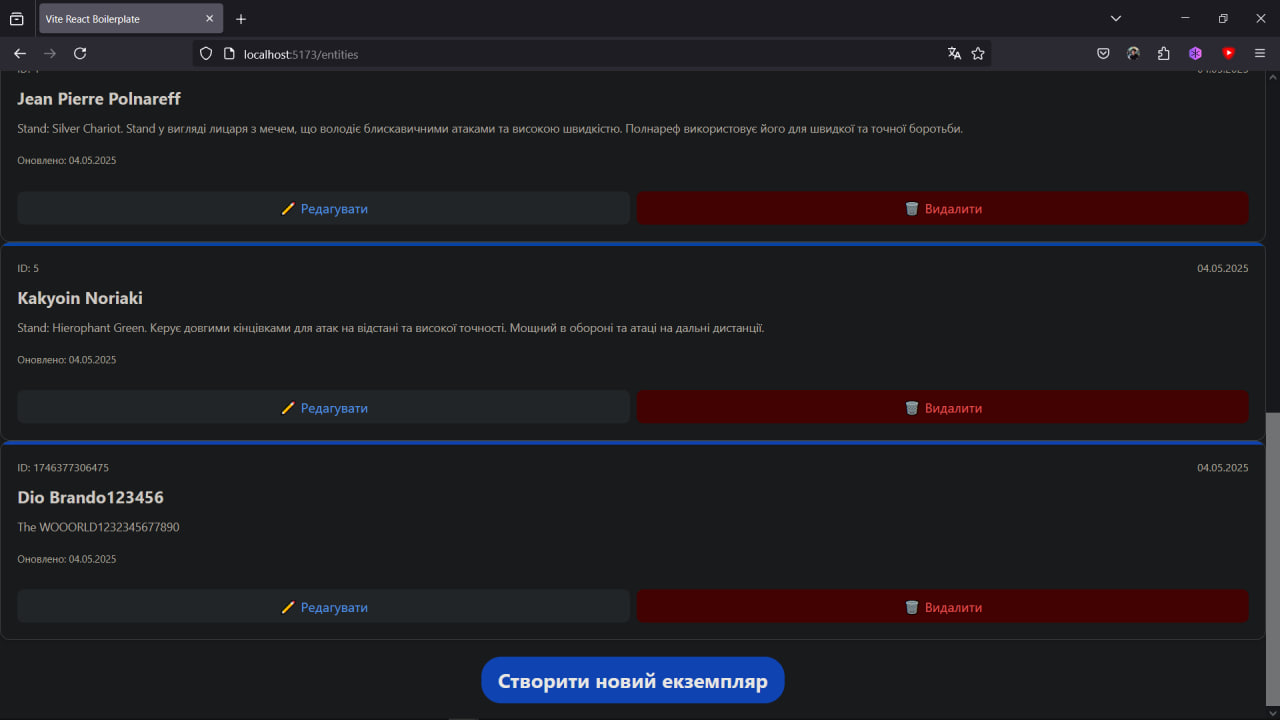 Vite React Boilerplate
localhost:5173/entities
Jean Pierre Polnareff
Stand: Silver Chariot. Stand у вигляді лицаря з мечем, що володіє блискавичними атаками та високою швидкістю. Полнареф використовує його для швидкої та точної боротьби.
Оновлено: 04.05.2025
Редагувати
Видалити
ID: 5
04.05.2025
Kakyoin Noriaki
Stand: Hierophant Green. Керує довгими кінцівками для атак на відстані та високої точності. Мощний в обороні та атаці на дальні дистанції.
Оновлено: 04.05.2025
Редагувати
Видалити
ID: 1746377306475
04.05.2025
Dio Brando123456
The WOOORLD1232345677890
Оновлено: 04.05.2025
Редагувати
Видалити
Створити новий екземпляр